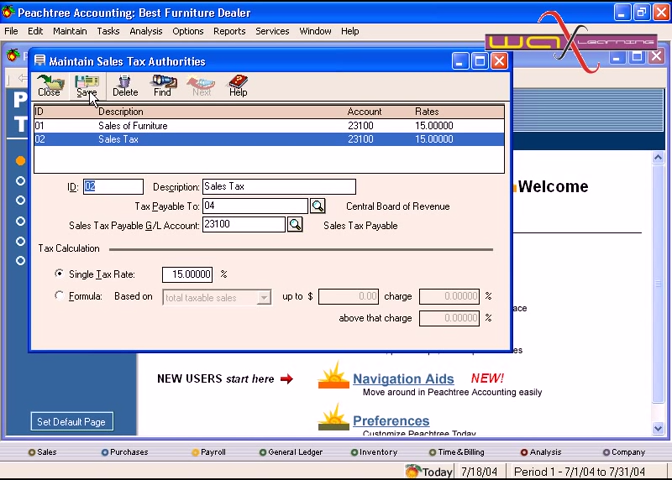 Peachtree Accounting: Best Furniture Dealer
File Edit Maintain Tasks Analysis Options Reports Services Window Help
wax Learning
Maintain Sales Tax Authorities
Close Save Delete Find Next Help
ID Description Account Rates
01 Sales of Furniture 23100 15.00000
02 Sales Tax 23100 15.00000
ID: 02 Description: Sales Tax
Tax Payable To: 04 Central Board of Revenue
Sales Tax Payable G/L Account: 23100 Sales Tax Payable
Tax Calculation
Single Tax Rate: 15.00000 %
Formula: Based on total taxable sales up to $ 0.00 charge 0.00000 %
above that charge 0.00000 %
Welcome
NEW USERS start here Navigation Aids NEW!
Move around in Peachtree Accounting easily
Preferences
Customize Peachtree Today
Set Default Page
Sales Purchases Payroll General Ledger Inventory Time & Billing Analysis Company
Today 7/18/04 Period 1 - 7/1/04 to 7/31/04